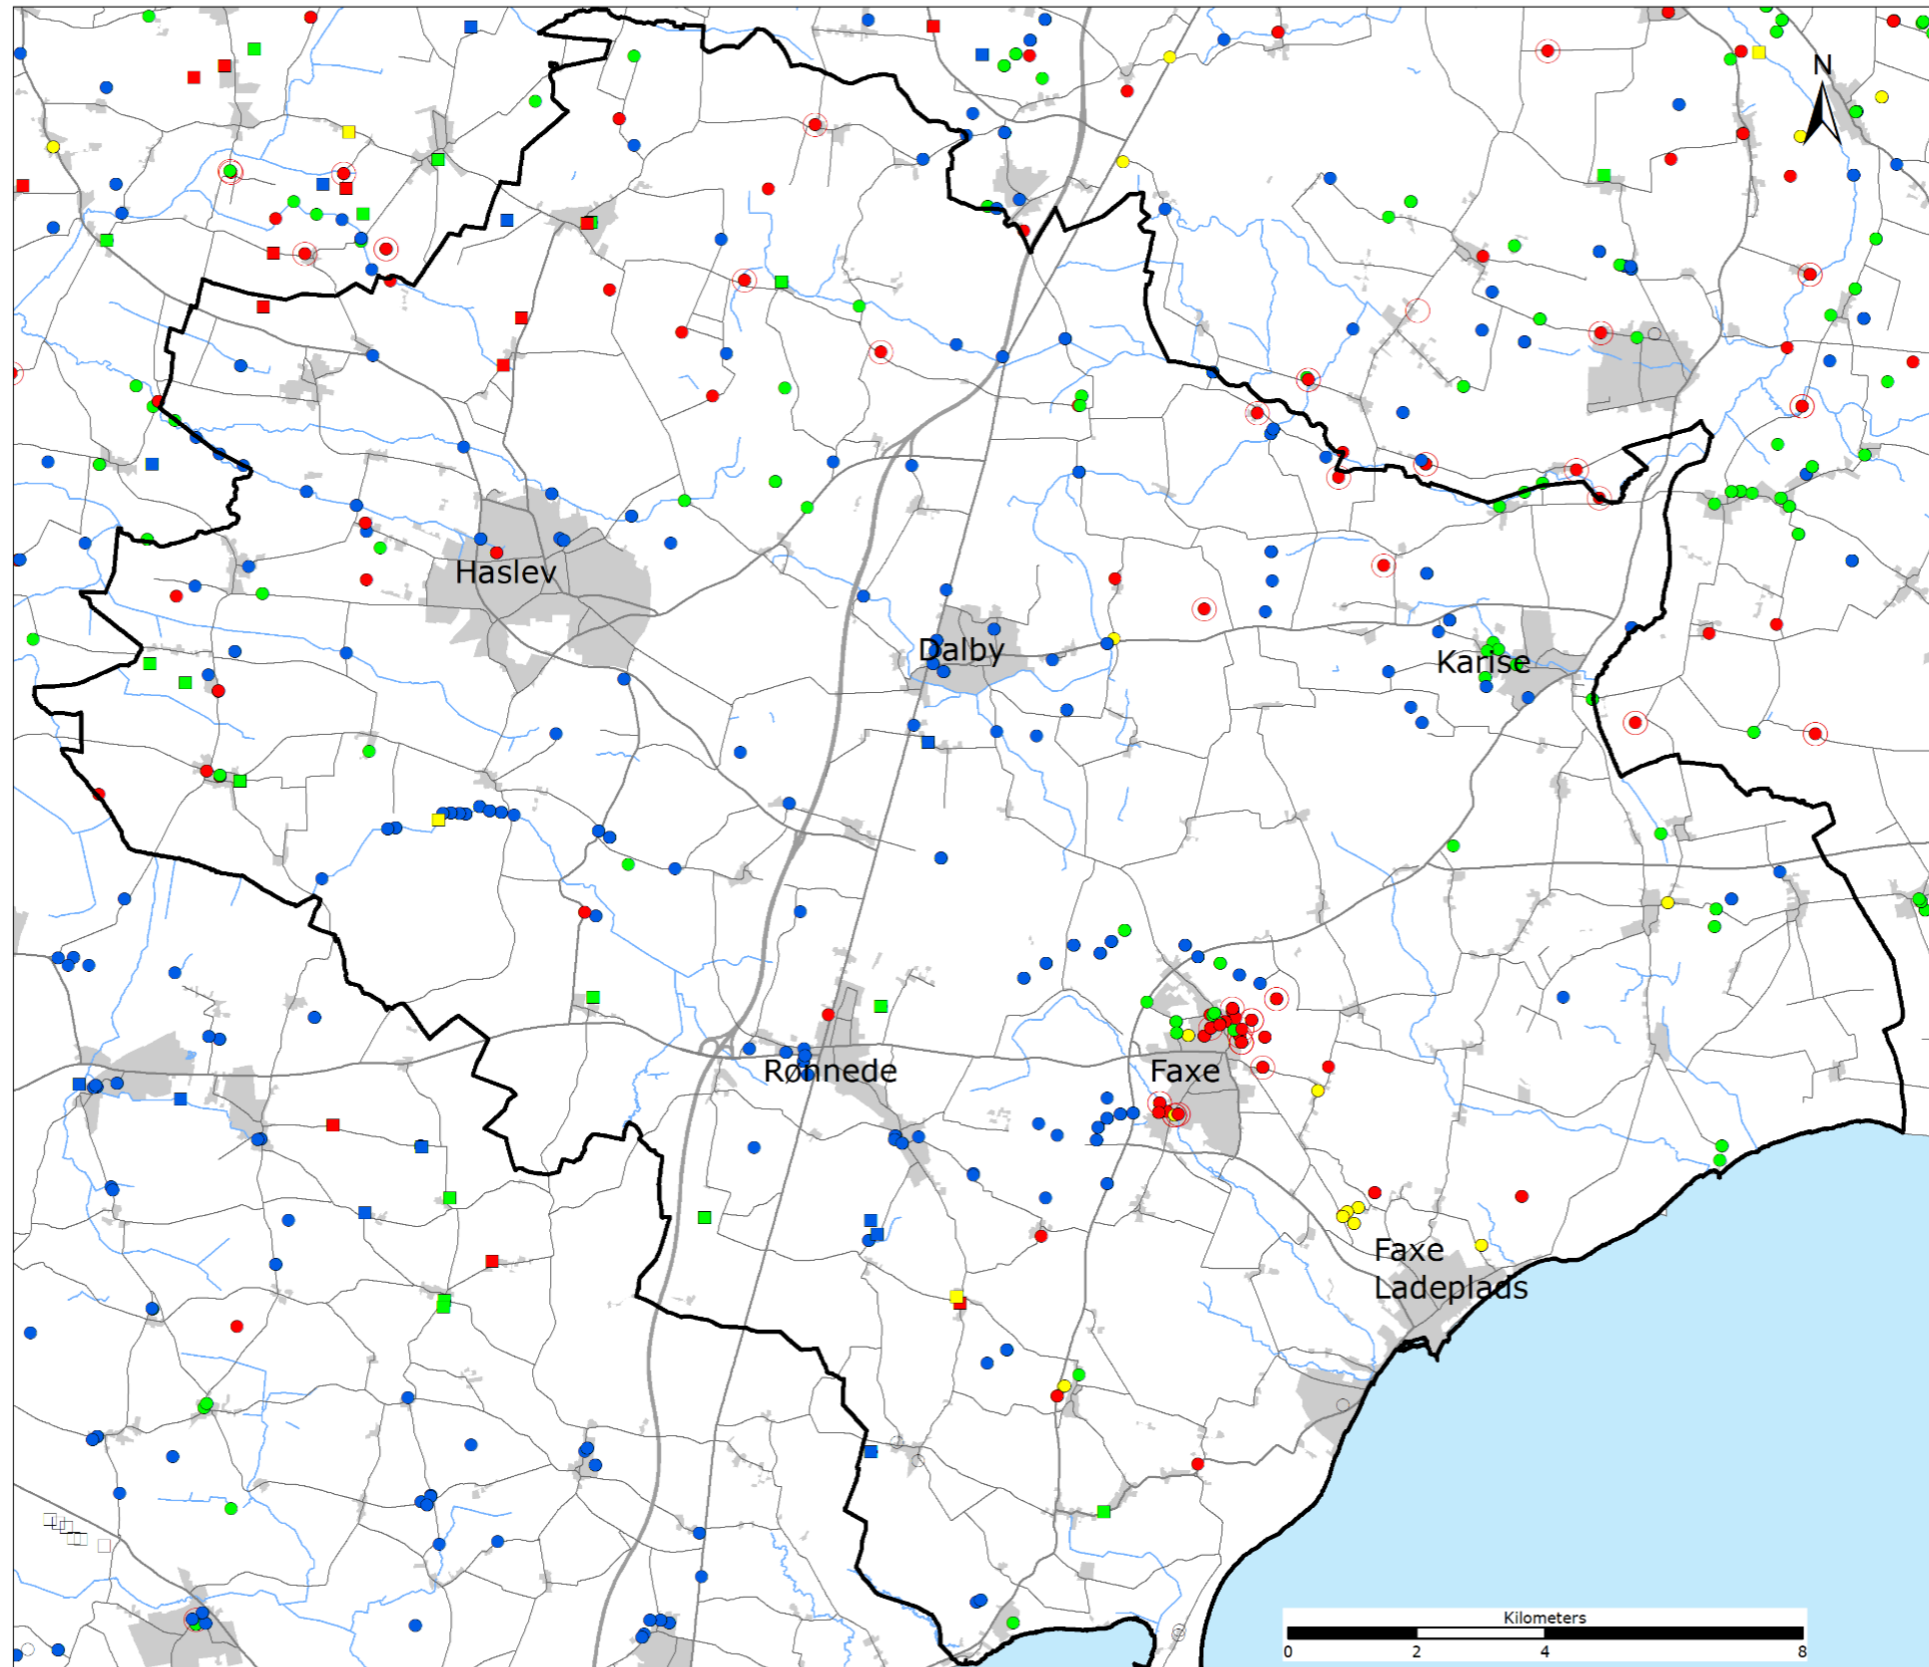 N
Haslev
Dalby
Karise
Rønnede
Faxe
Faxe
Ladeplads
Kilometers
0 2 4 8